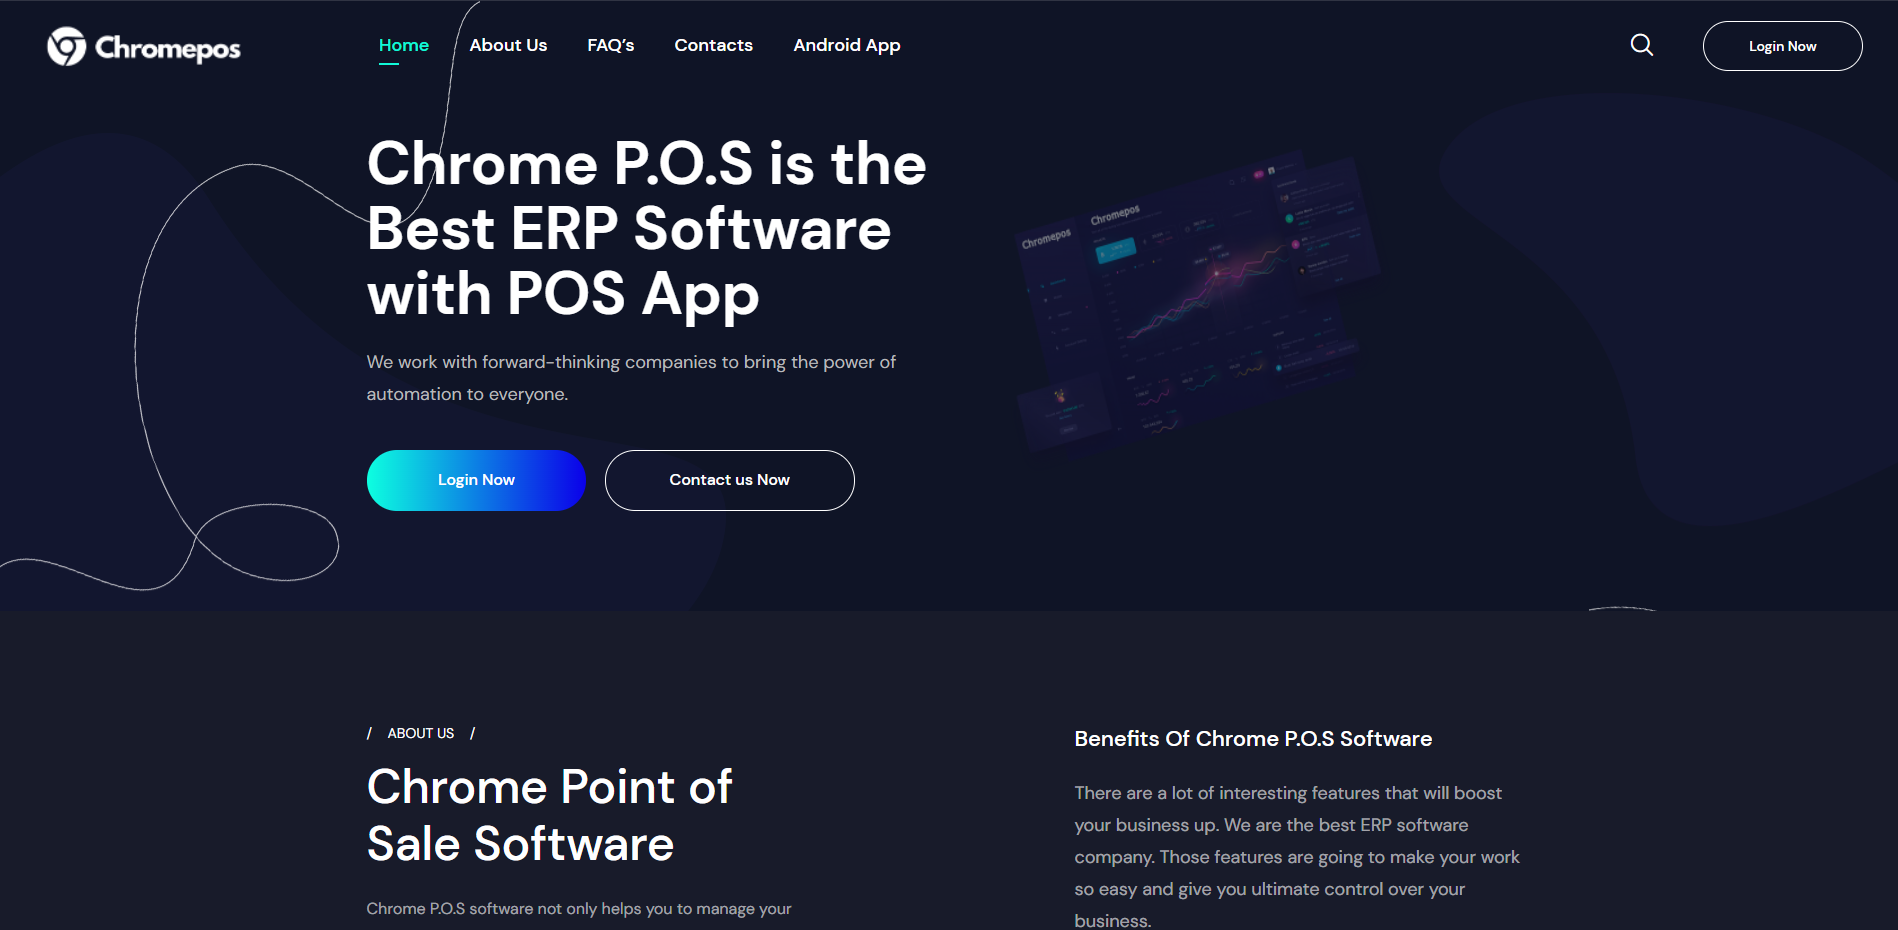 Chromepos
Home
About Us
FAQ’s
Contacts
Android App
Login Now
Chrome P.O.S is the
Best ERP Software
with POS App
We work with forward-thinking companies to bring the power of
automation to everyone.
Login Now
Contact us Now
Chromepos
Chromepos
/ ABOUT US /
Chrome Point of
Sale Software
Chrome P.O.S software not only helps you to manage your
Benefits Of Chrome P.O.S Software
There are a lot of interesting features that will boost
your business up. We are the best ERP software
company. Those features are going to make your work
so easy and give you ultimate control over your
business.